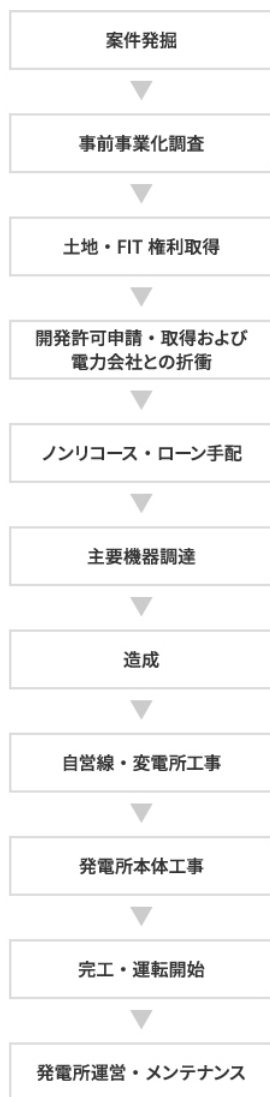 案件発掘
事前事業化調査
土地・FIT 権利取得
開発許可申請・取得および
電力会社との折衝
ノンリコース・ローン手配
主要機器調達
造成
自営線・変電所工事
発電所本体工事
完工・運転開始
発電所運営・メンテナンス